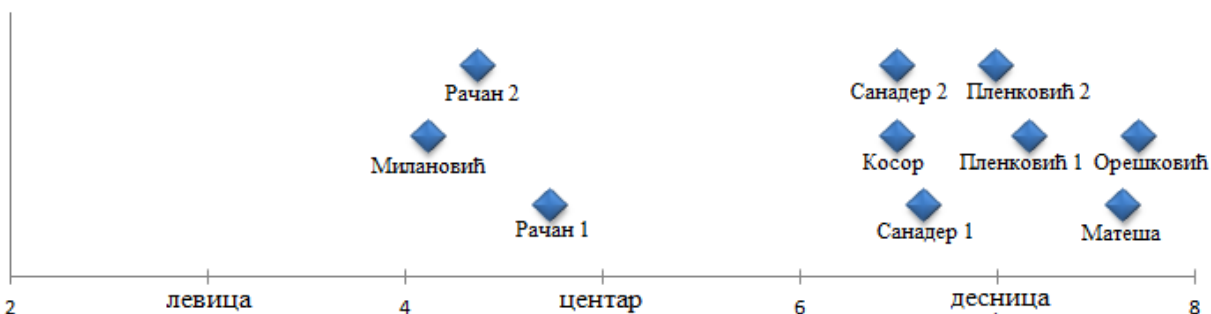 Рачан 2
Санадер 2
Пленковић 2
Милановић
Косор
Пленковић 1
Орешковић
Рачан 1
Санадер 1
Матеша
2
левица
4
центар
6
десница
8